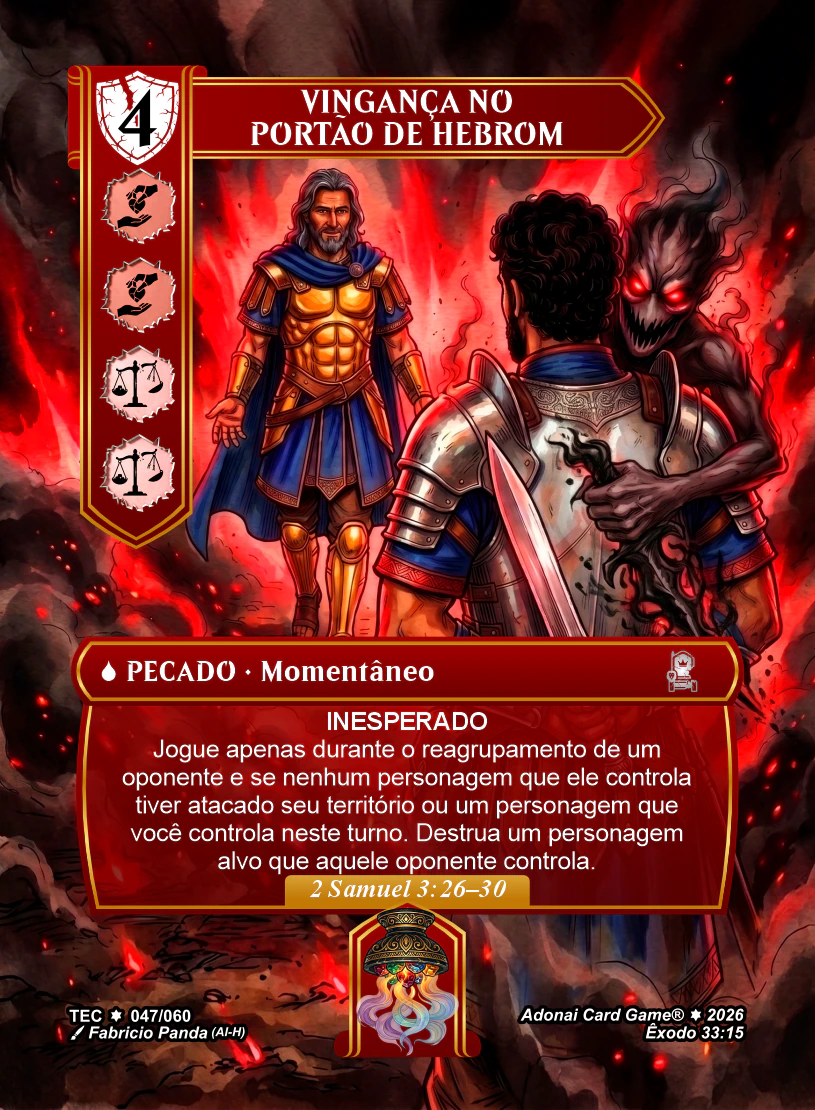 4
VINGANÇA NO
PORTÃO DE HEBROM
PECADO · Momentâneo
INESPERADO
Jogue apenas durante o reagrupamento de um
oponente e se nenhum personagem que ele controla
tiver atacado seu território ou um personagem que
você controla neste turno. Destrua um personagem
alvo que aquele oponente controla.
2 Samuel 3:26–30
TEC ✶ 047/060
Fabricio Panda (AI-H)
Adonai Card Game® ✶ 2026
Êxodo 33:15